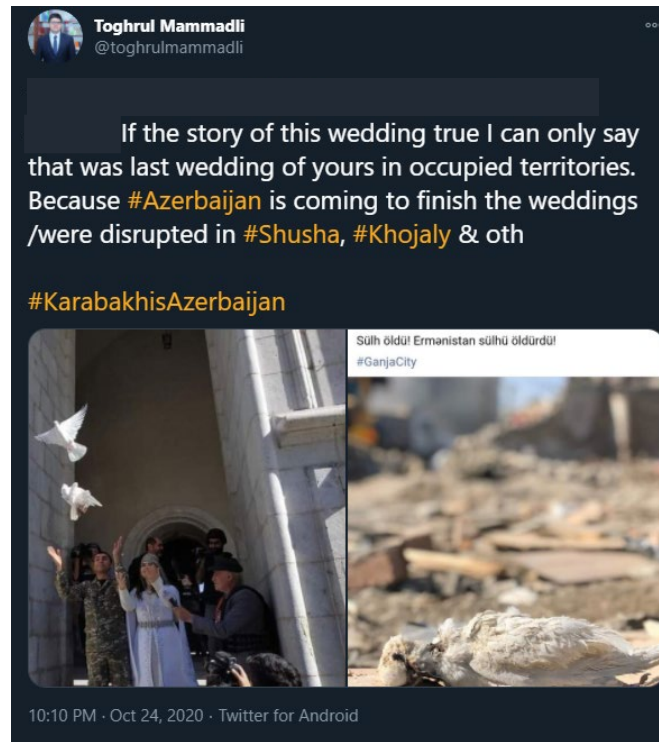 Toghrul Mammadli
@toghrulmammadli
If the story of this wedding true I can only say
that was last wedding of yours in occupied territories.
Because #Azerbaijan is coming to finish the weddings
/were disrupted in #Shusha, #Khojaly & oth
#KarabakhisAzerbaijan
Sülh öldü! Ermənistan sülhü öldürdü!
#GanjaCity
10:10 PM · Oct 24, 2020 · Twitter for Android